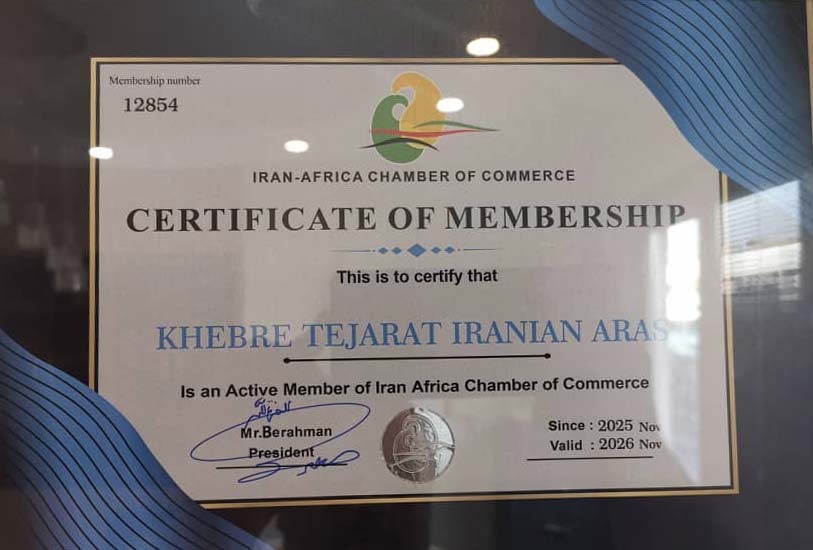 Membership number
12854
IRAN-AFRICA CHAMBER OF COMMERCE
CERTIFICATE OF MEMBERSHIP
This is to certify that
KHEBRE TEJARAT IRANIAN ARAS
Is an Active Member of Iran Africa Chamber of Commerce
Mr.Berahman
President
Since : 2025 Nov
Valid : 2026 Nov